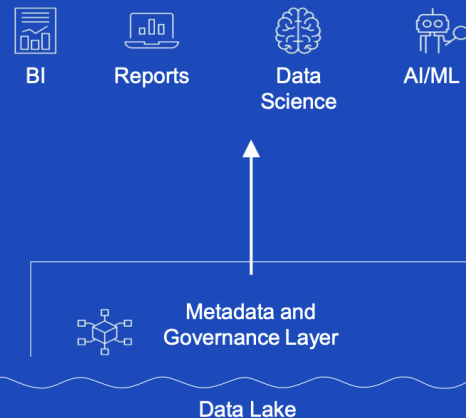 BI
Reports
Data
Science
AI/ML
Metadata and
Governance Layer
Data Lake